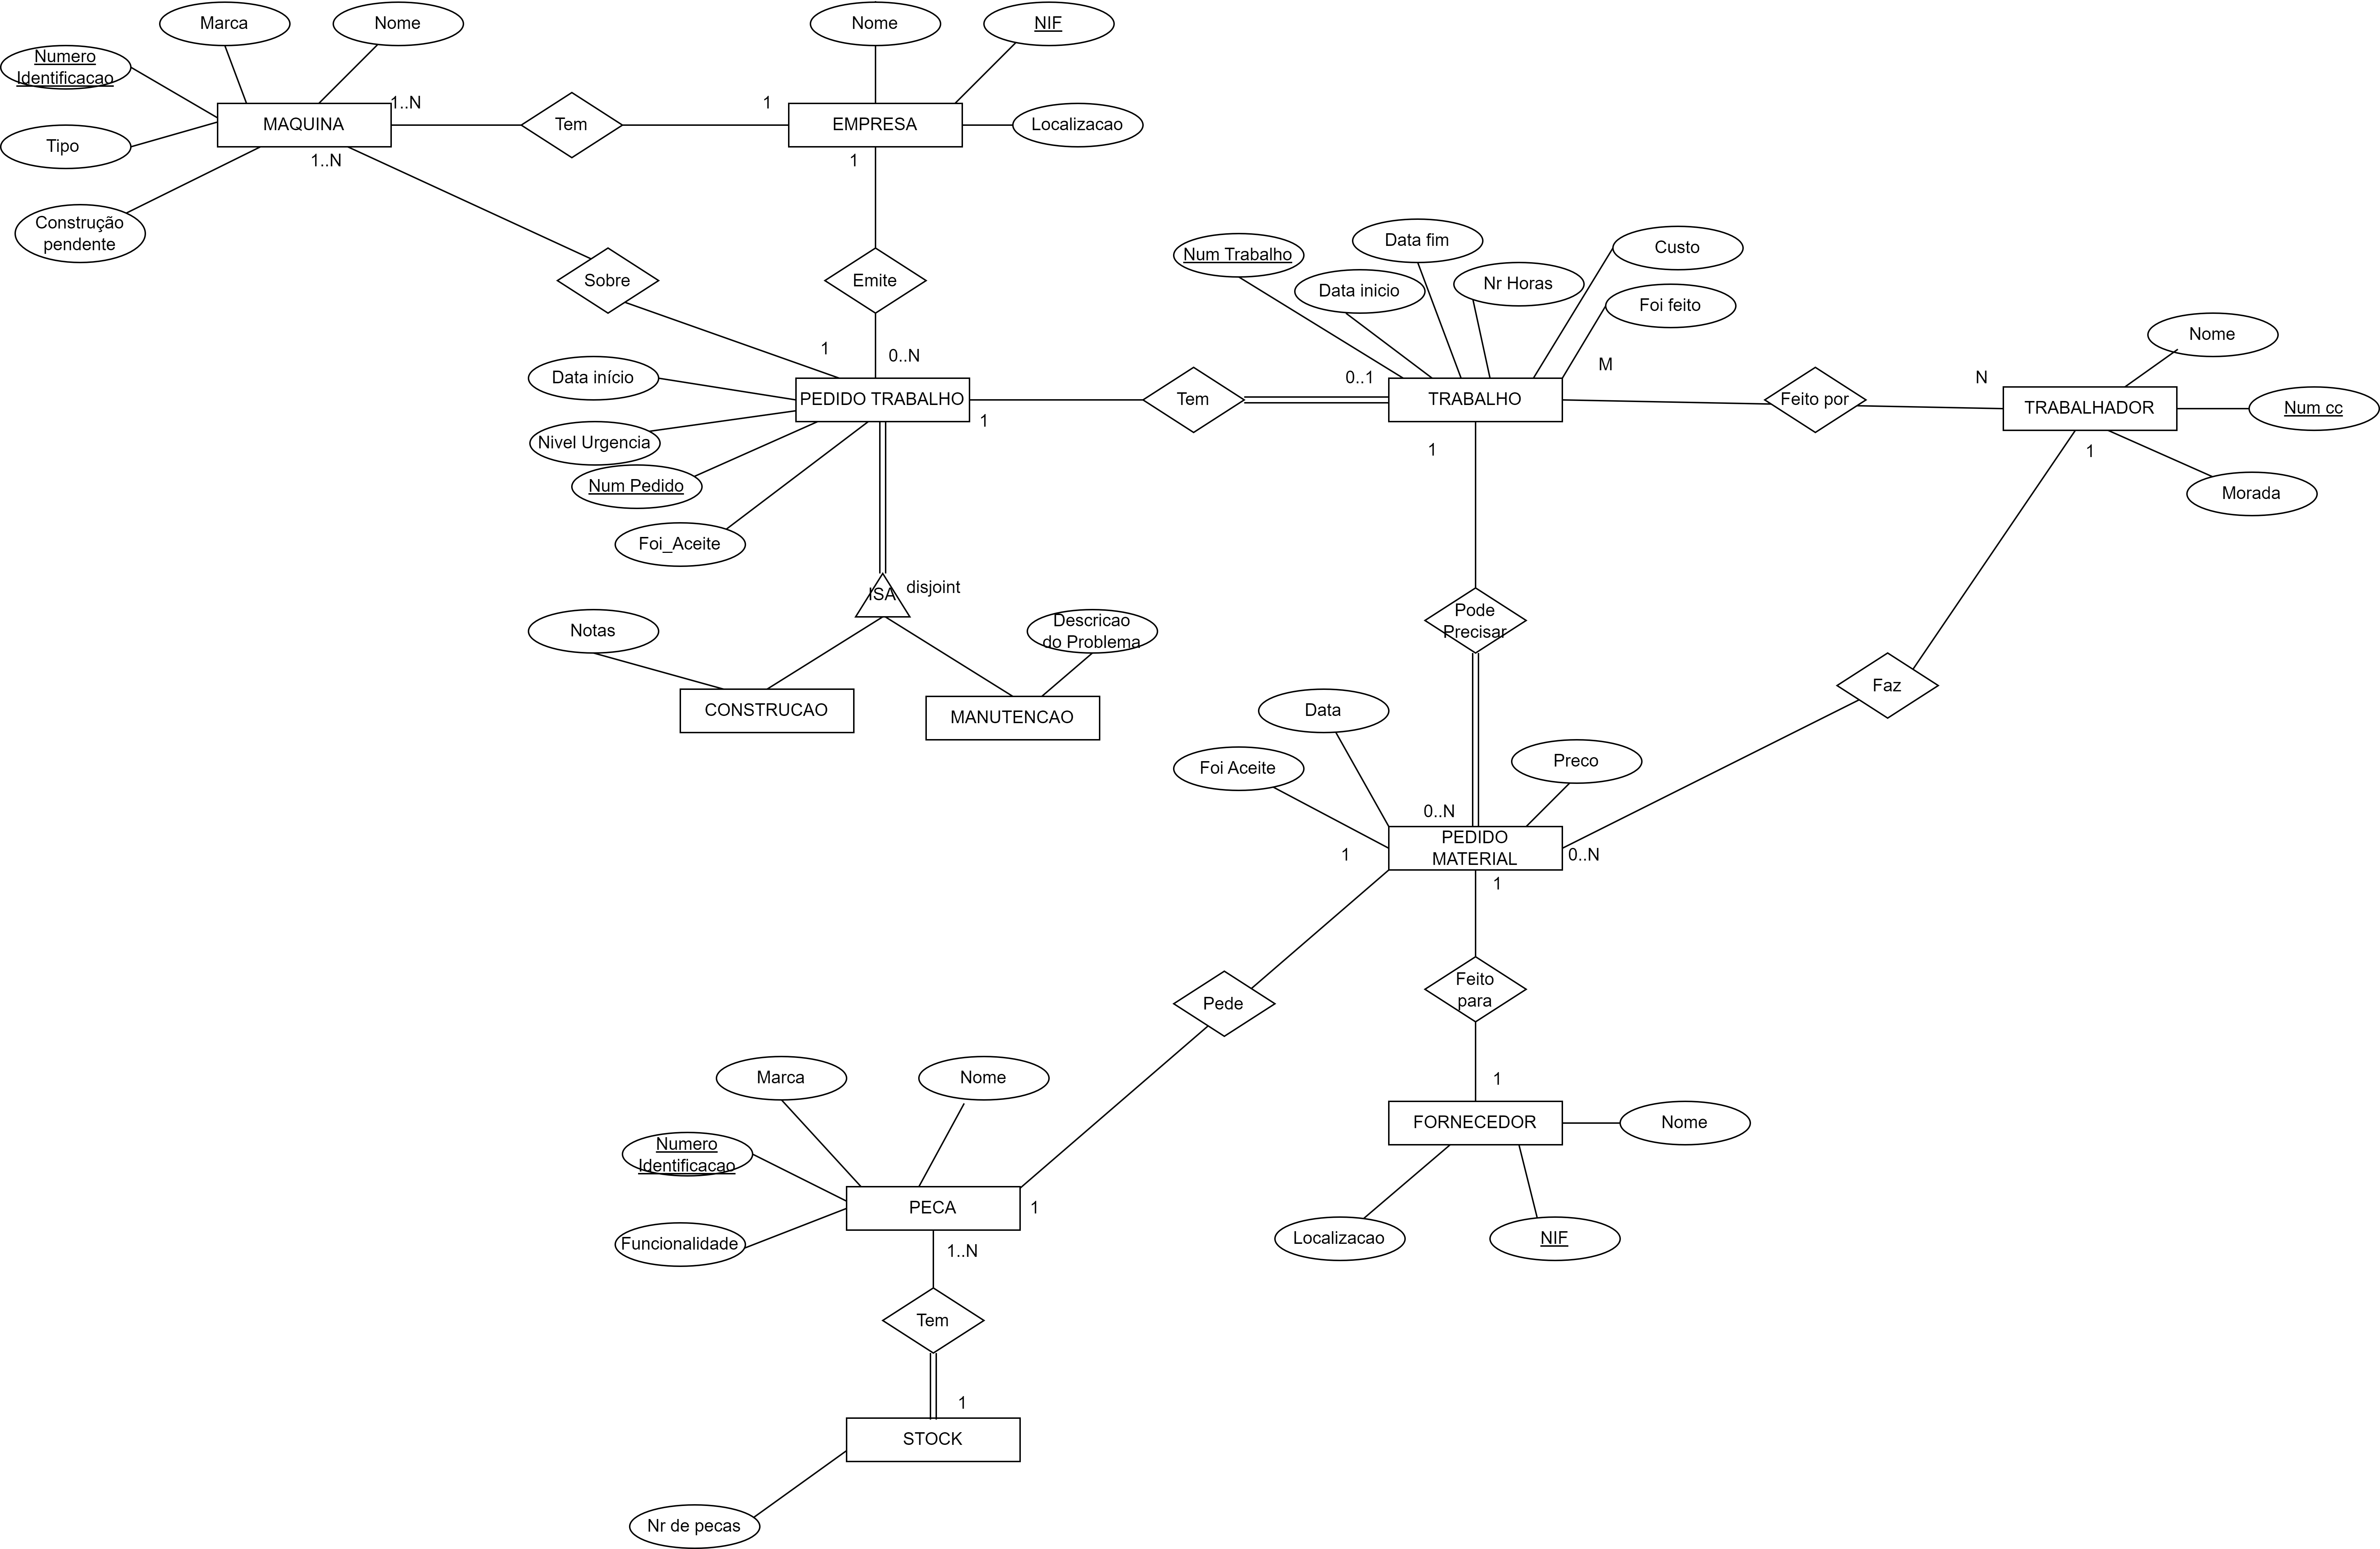 Marca
Nome
Nome
NIF
Numero
Identificacao
1..N
1
MAQUINA
Tem
EMPRESA
Localizacao
Tipo
1..N
1
Construção
pendente
Sobre
Emite
Num Trabalho
Data fim
Custo
Data inicio
Nr Horas
Foi feito
Nome
1
0..N
M
Data início
0..1
N
PEDIDO TRABALHO
Tem
TRABALHO
Feito por
TRABALHADOR
Num cc
1
Nivel Urgencia
1
1
Num Pedido
Morada
Foi_Aceite
ISA
disjoint
Notas
Descricao
do Problema
Pode
Precisar
Faz
CONSTRUCAO
MANUTENCAO
Data
Foi Aceite
Preco
0..N
PEDIDO
MATERIAL
1
0..N
1
Pede
Feito
para
Marca
Nome
1
Numero
Identificacao
FORNECEDOR
Nome
PECA
1
Funcionalidade
Localizacao
NIF
1..N
Tem
1
STOCK
Nr de pecas